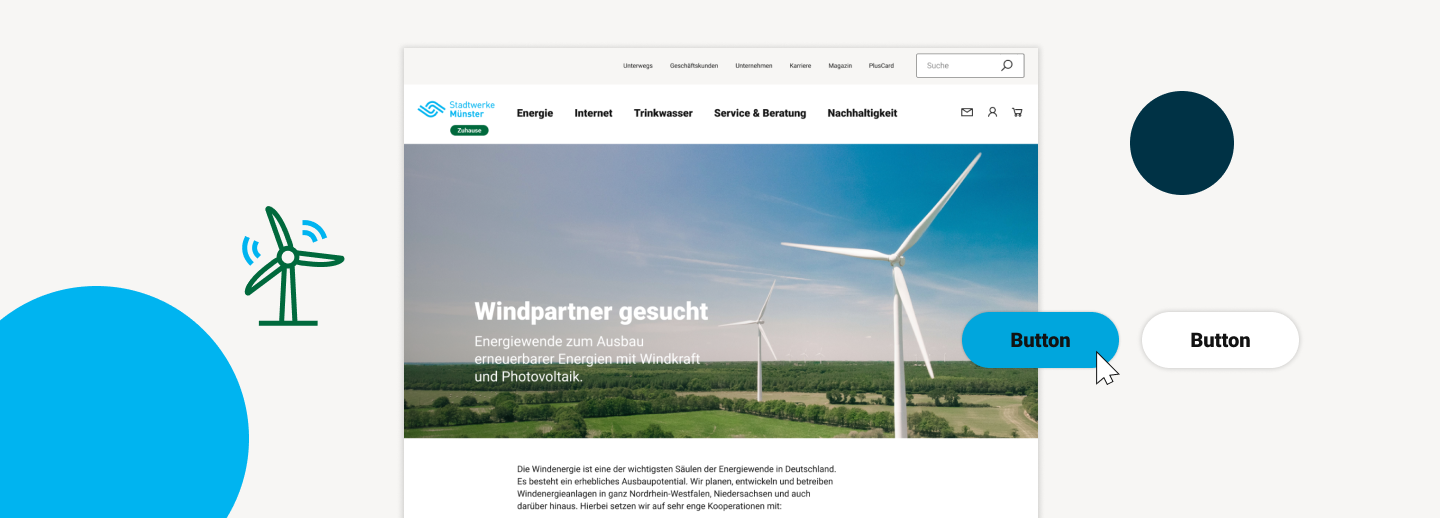 Unterwegs Geschäftskunden Unternehmen Karriere Magazin PlusCard Suche
Stadtwerke
Münster
Zuhause
Energie Internet Trinkwasser Service & Beratung Nachhaltigkeit
Windpartner gesucht
Energiewende zum Ausbau
erneuerbarer Energien mit Windkraft
und Photovoltaik.
Button Button
Die Windenergie ist eine der wichtigsten Säulen der Energiewende in Deutschland.
Es besteht ein erhebliches Ausbaupotential. Wir planen, entwickeln und betreiben
Windenergieanlagen in ganz Nordrhein-Westfalen, Niedersachsen und auch
darüber hinaus. Hierbei setzen wir auf sehr enge Kooperationen mit: